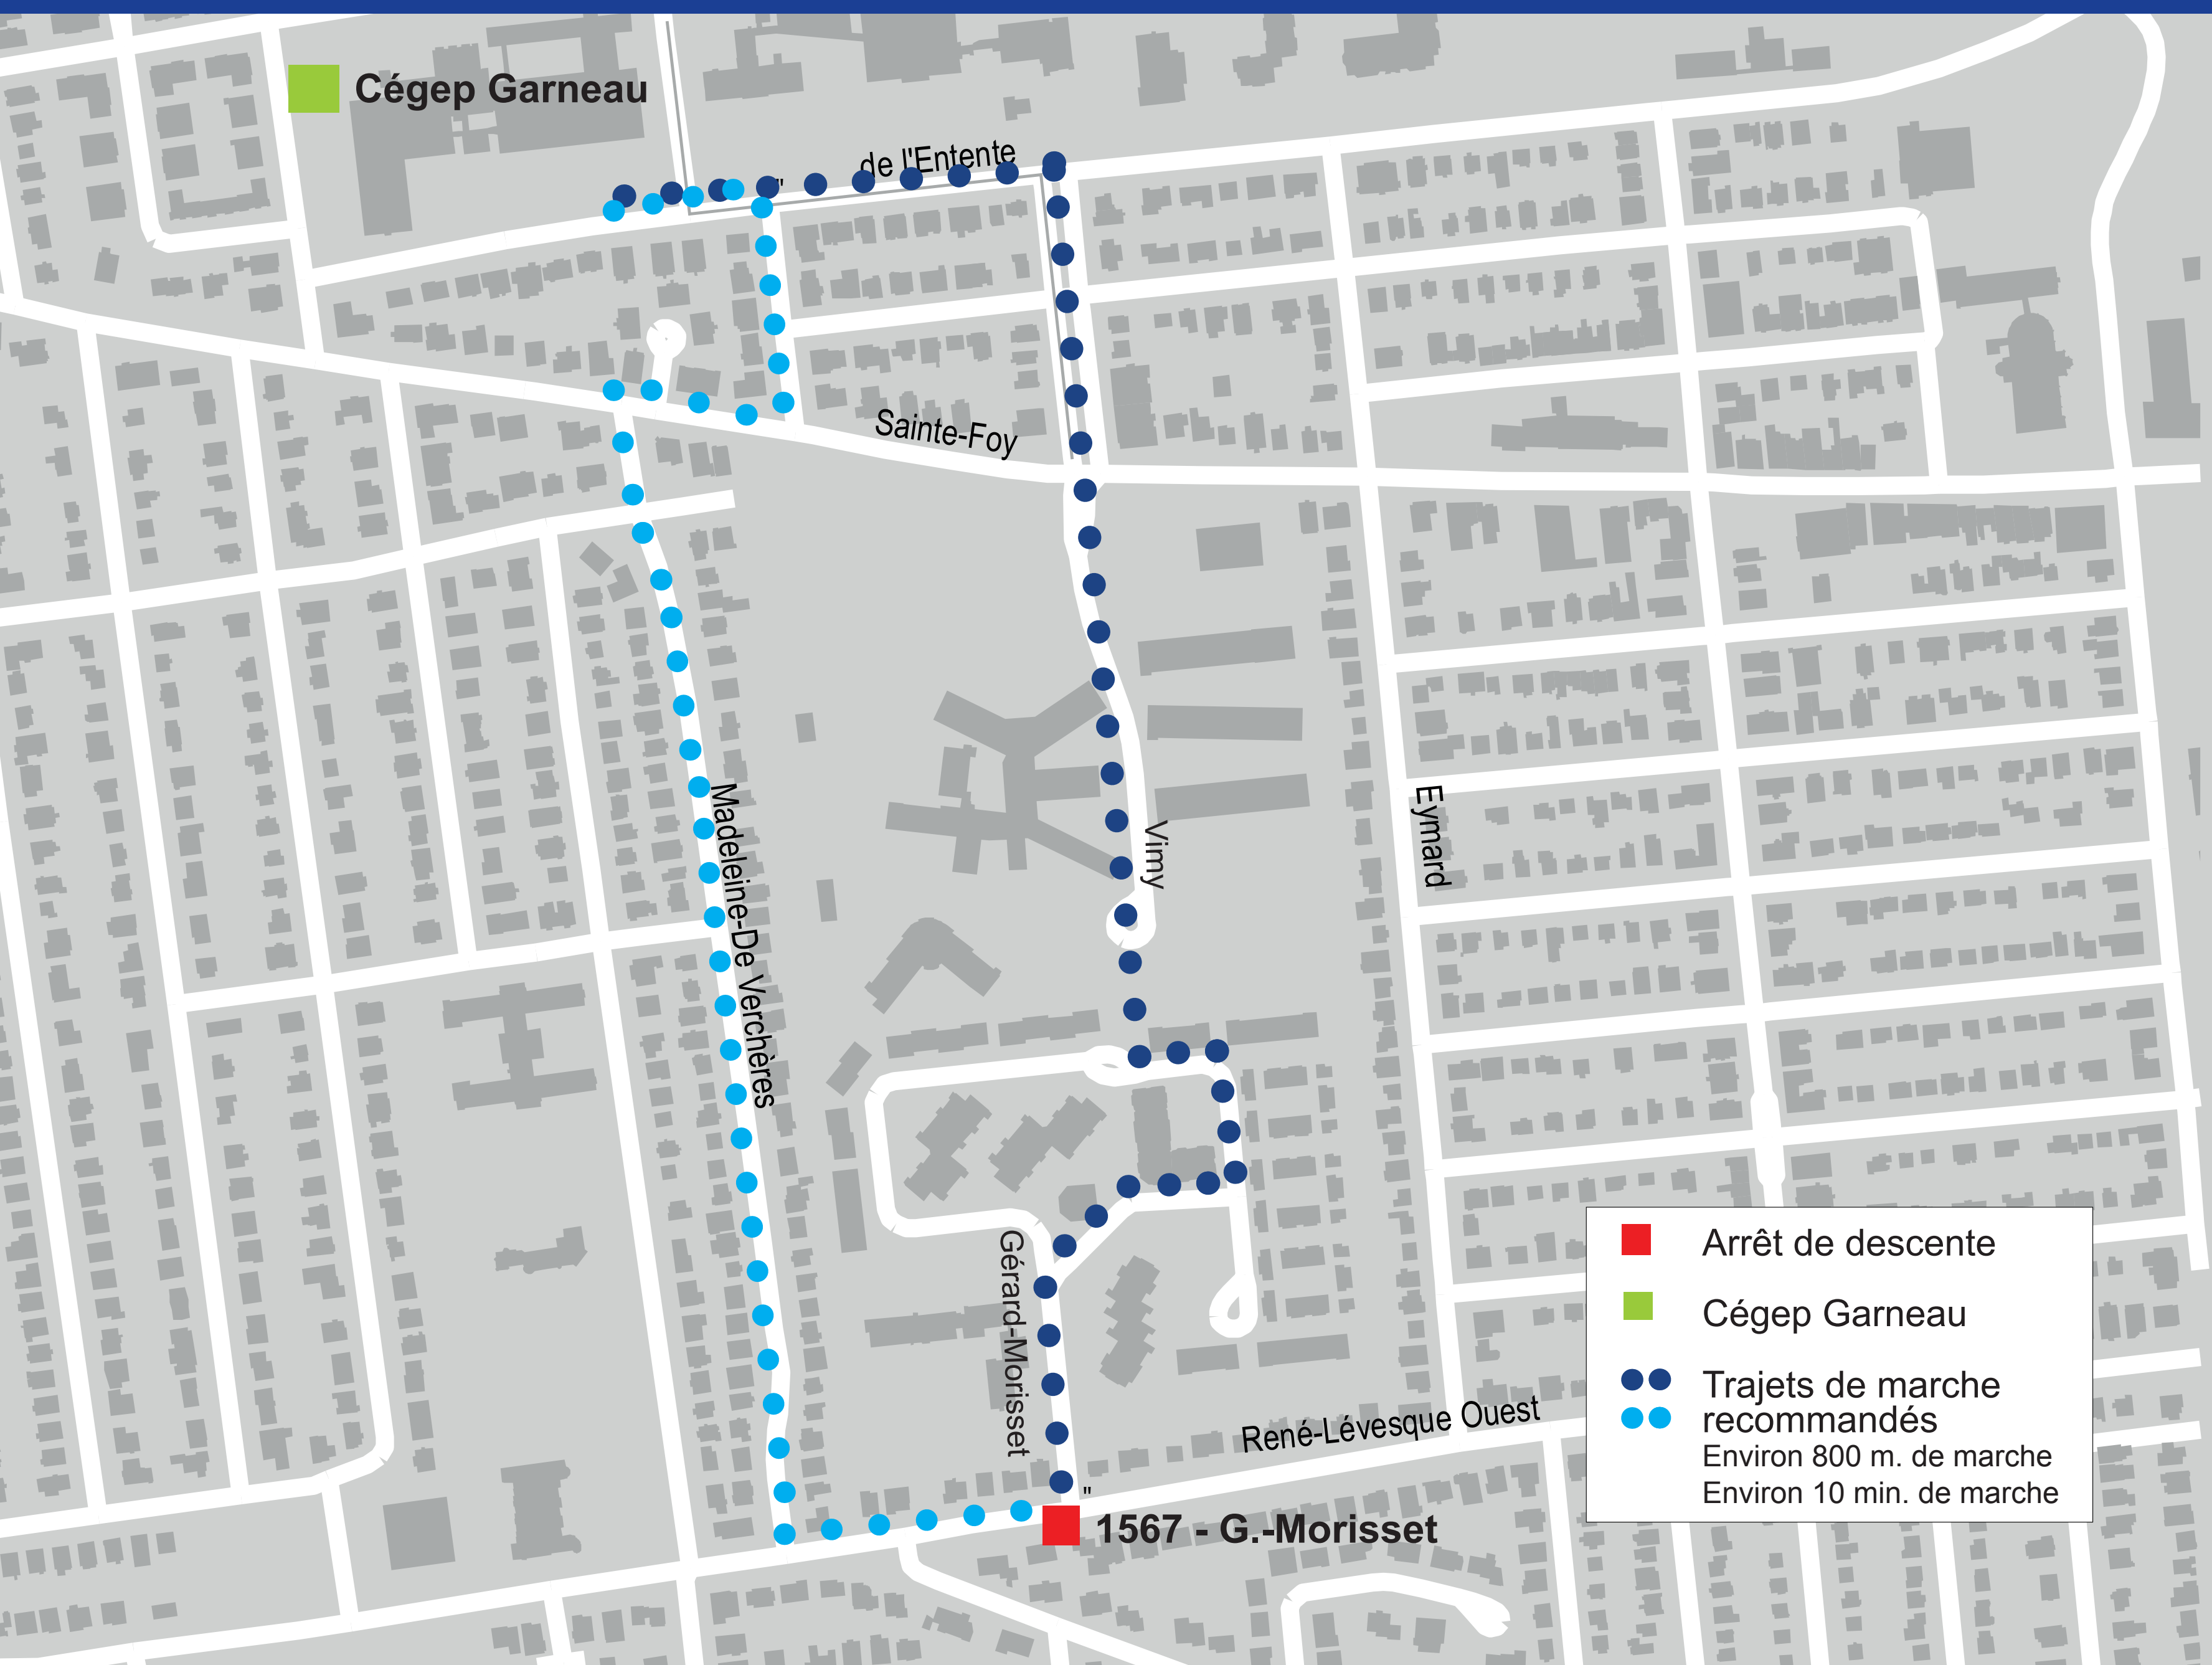 Cégep Garneau
de l'Entente
"
Sainte-Foy
Madeleine-De Verchères
Vimy
Eymard
Gérard-Morisset
René-Lévesque Ouest
"
1567 - G.-Morisset
Arrêt de descente
Cégep Garneau
Trajets de marche
recommandés
Environ 800 m. de marche
Environ 10 min. de marche